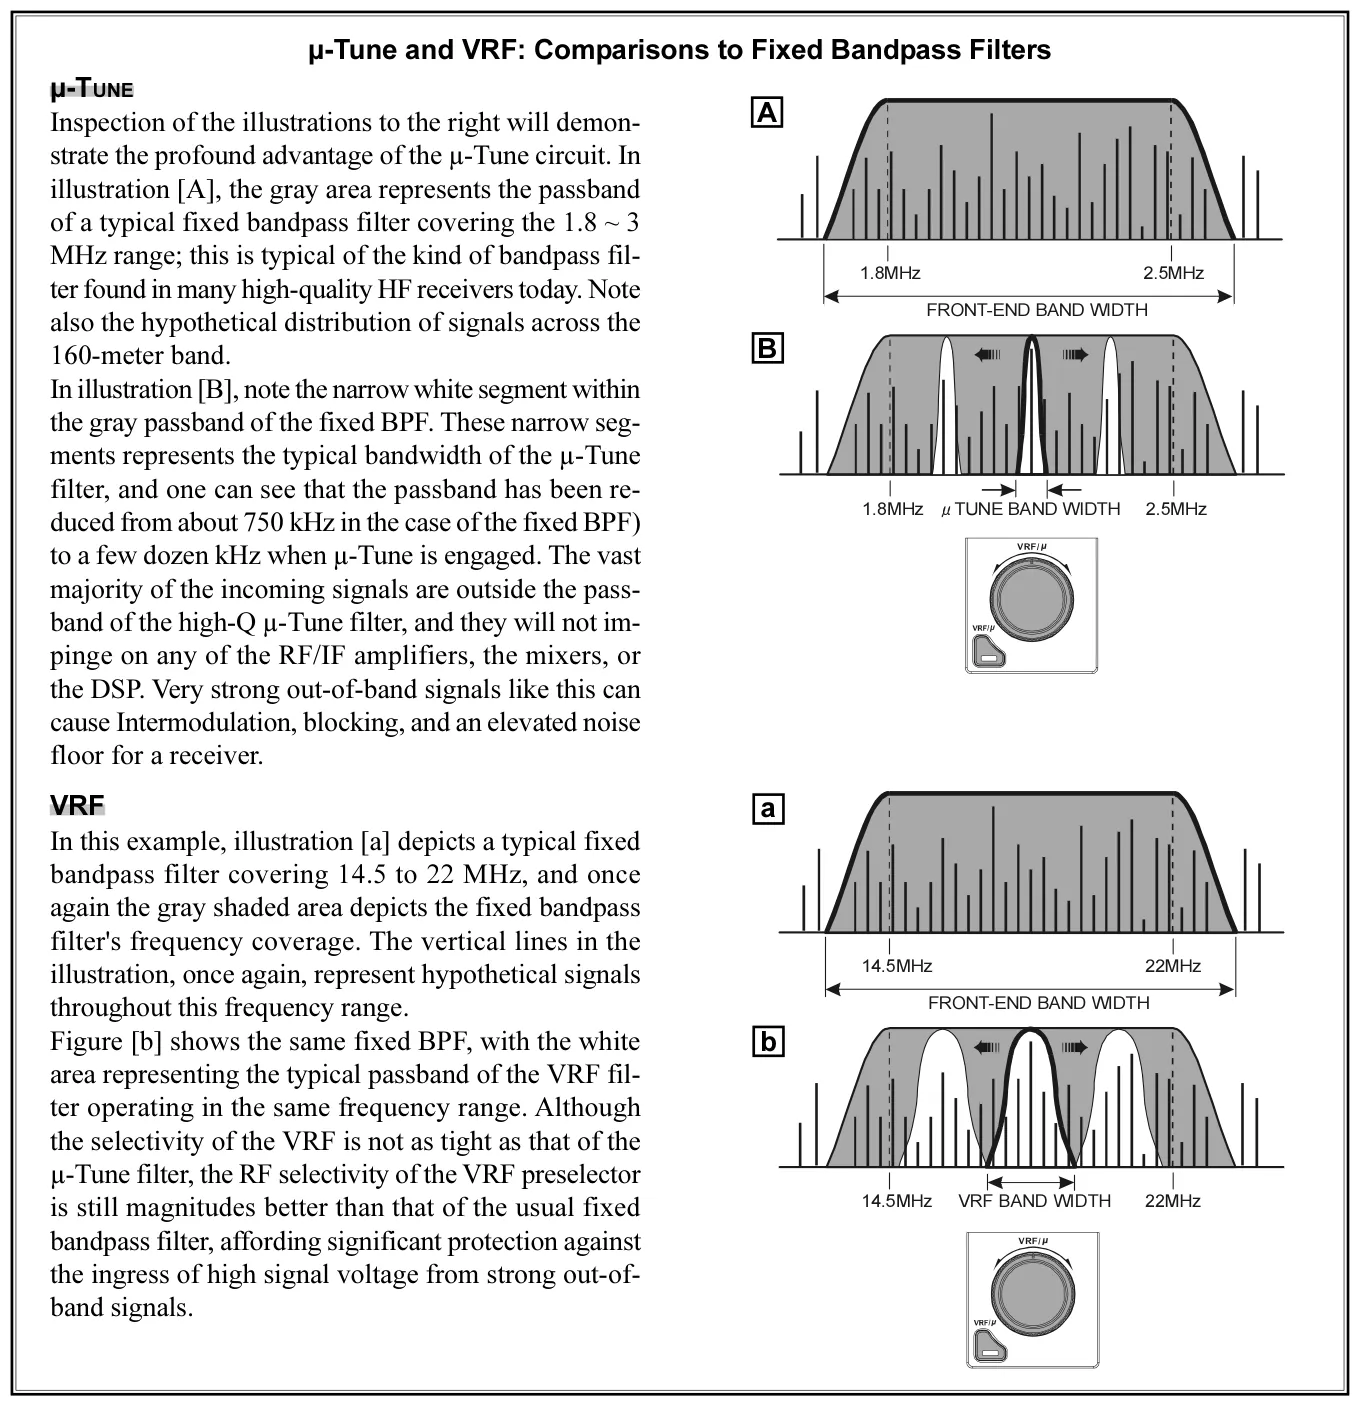 µ-Tune and VRF: Comparisons to Fixed Bandpass Filters
µ-TUNE
Inspection of the illustrations to the right will demon-
strate the profound advantage of the µ-Tune circuit. In
illustration [A], the gray area represents the passband
of a typical fixed bandpass filter covering the 1.8 ~ 3
MHz range; this is typical of the kind of bandpass fil-
ter found in many high-quality HF receivers today. Note
also the hypothetical distribution of signals across the
160-meter band.
In illustration [B], note the narrow white segment within
the gray passband of the fixed BPF. These narrow seg-
ments represents the typical bandwidth of the µ-Tune
filter, and one can see that the passband has been re-
duced from about 750 kHz in the case of the fixed BPF)
to a few dozen kHz when µ-Tune is engaged. The vast
majority of the incoming signals are outside the pass-
band of the high-Q µ-Tune filter, and they will not im-
pinge on any of the RF/IF amplifiers, the mixers, or
the DSP. Very strong out-of-band signals like this can
cause Intermodulation, blocking, and an elevated noise
floor for a receiver.
A
1.8MHz 2.5MHz
FRONT-END BAND WIDTH
B
1.8MHz µ TUNE BAND WIDTH 2.5MHz
VRF/µ
VRF/µ
VRF
In this example, illustration [a] depicts a typical fixed
bandpass filter covering 14.5 to 22 MHz, and once
again the gray shaded area depicts the fixed bandpass
filter's frequency coverage. The vertical lines in the
illustration, once again, represent hypothetical signals
throughout this frequency range.
Figure [b] shows the same fixed BPF, with the white
area representing the typical passband of the VRF fil-
ter operating in the same frequency range. Although
the selectivity of the VRF is not as tight as that of the
µ-Tune filter, the RF selectivity of the VRF preselector
is still magnitudes better than that of the usual fixed
bandpass filter, affording significant protection against
the ingress of high signal voltage from strong out-of-
band signals.
a
14.5MHz 22MHz
FRONT-END BAND WIDTH
b
14.5MHz VRF BAND WIDTH 22MHz
VRF/µ
VRF/µ